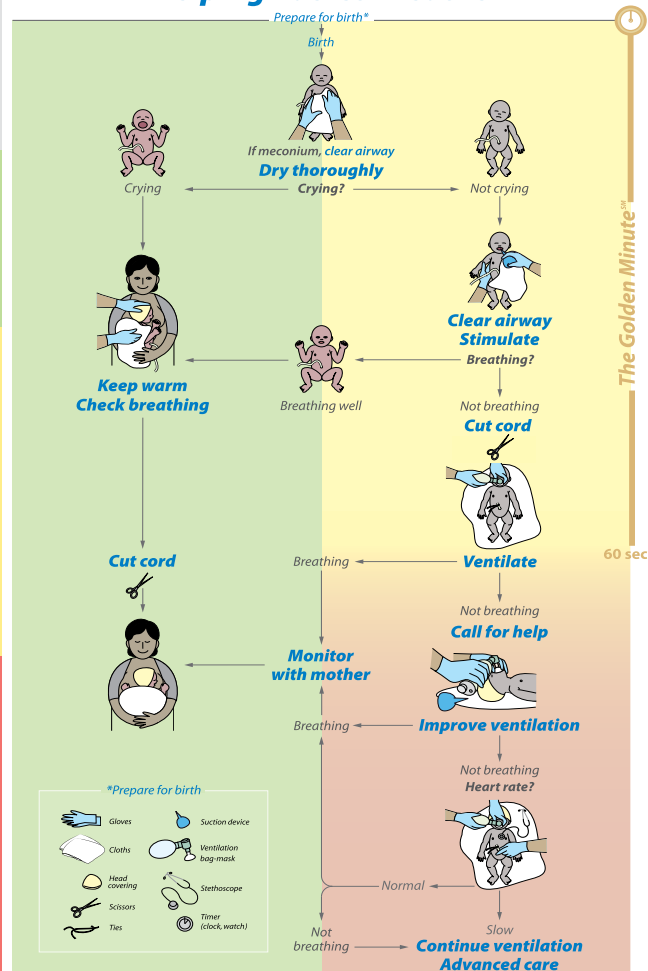 Prepare for birth*
Birth
If meconium, clear airway
Dry thoroughly
Crying
Crying?
Not crying
The Golden Minute℠
Clear airway
Stimulate
Breathing?
Keep warm
Check breathing
Breathing well
Not breathing
Cut cord
60 sec
Cut cord
Breathing
Ventilate
Not breathing
Call for help
Monitor
with mother
Breathing
Improve ventilation
Not breathing
Heart rate?
*Prepare for birth
Gloves
Suction device
Cloths
Ventilation
bag-mask
Head
covering
Stethoscope
Scissors
Timer
(clock, watch)
Ties
Normal
Not
breathing
Slow
Continue ventilation
Advanced care